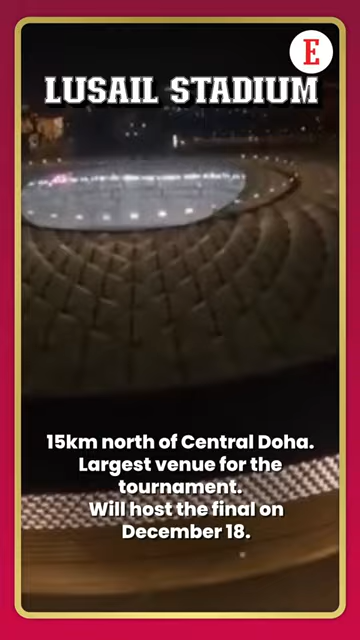 E
LUSAIL STADIUM
15km north of Central Doha.
Largest venue for the
tournament.
Will host the final on
December 18.